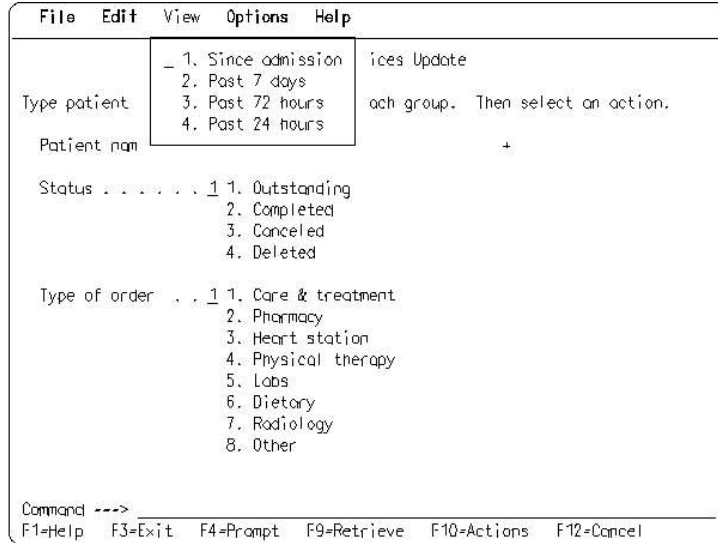 File Edit View Options Help
_ 1. Since admission ices Update
2. Past 7 days
Type patient 3. Past 72 hours ach group. Then select an action.
4. Past 24 hours
Patient nam +
Status . . . . . . 1 1. Outstanding
2. Completed
3. Canceled
4. Deleted
Type of order . . 1 1. Care & treatment
2. Pharmacy
3. Heart station
4. Physical therapy
5. Labs
6. Dietary
7. Radiology
8. Other
Command ---> 
F1=Help F3=Exit F4=Prompt F9=Retrieve F10=Actions F12=Cancel